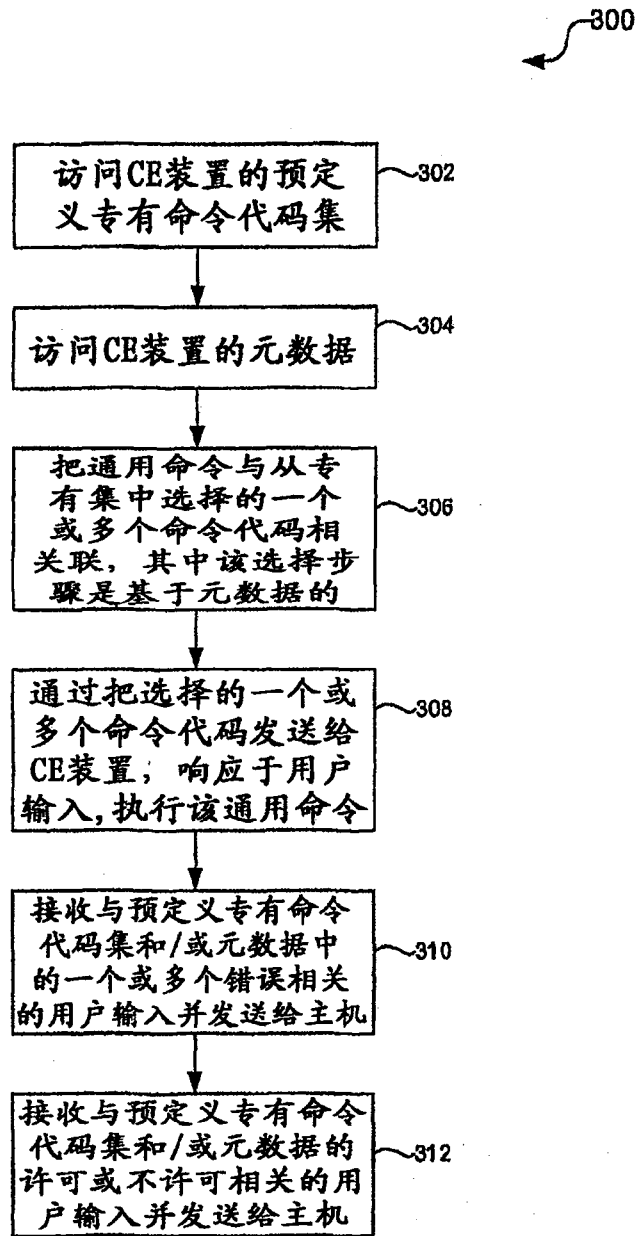 300
访问CE装置的预定
义专有命令代码集
302
访问CE装置的元数据
304
把通用命令与从专
有集中选择的一个
或多个命令代码相
关联，其中该选择步
骤是基于元数据的
306
通过把选择的一个或
多个命令代码发送给
CE装置，响应于用户
输入,执行该通用命令
308
接收与预定义专有命令
代码集和/或元数据中
的一个或多个错误相关
的用户输入并发送给主机
310
接收与预定义专有命令
代码集和/或元数据的
许可或不许可相关的用
户输入并发送给主机
312